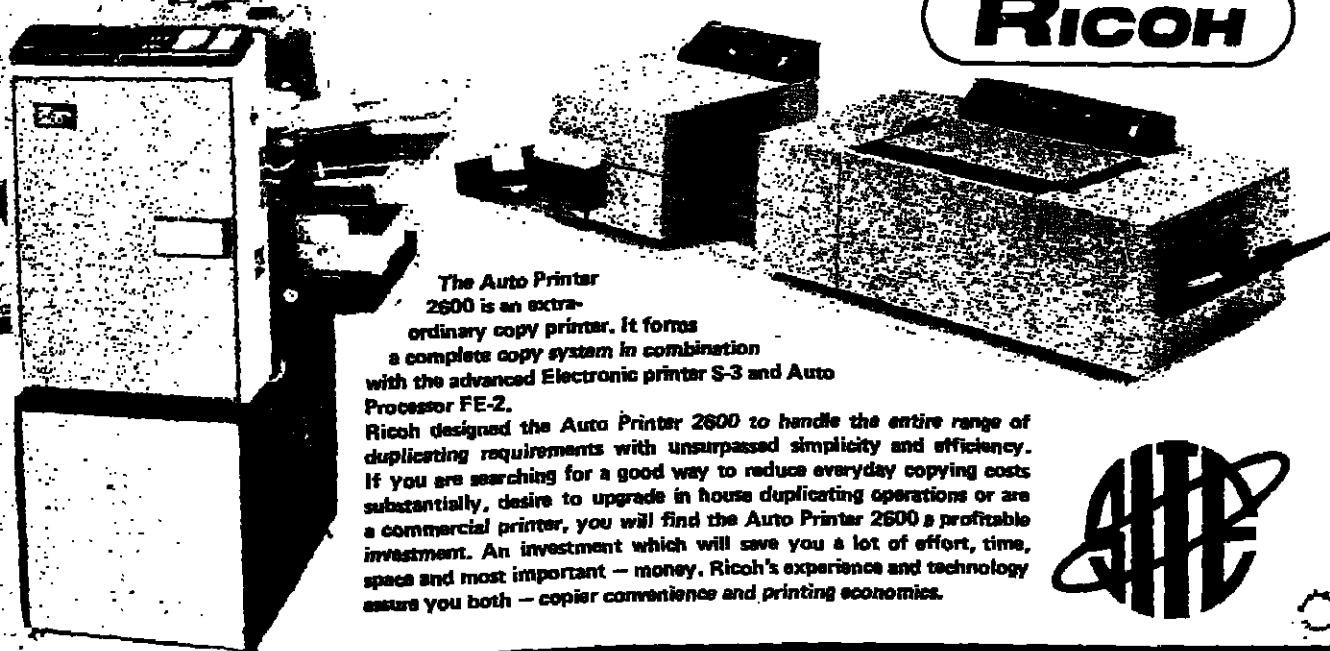 RICOH
The Auto Printer
2600 is an extra-
ordinary copy printer. It forms
a complete copy system in combination
with the advanced Electronic printer S-3 and Auto
Processor FE-2.
Ricoh designed the Auto Printer 2600 to handle the entire range of
duplicating requirements with unsurpassed simplicity and efficiency.
If you are searching for a good way to reduce everyday copying costs
substantially, desire to upgrade in house duplicating operations or are
a commercial printer, you will find the Auto Printer 2600 a profitable
investment. An investment which will save you a lot of effort, time,
space and most important — money. Ricoh's experience and technology
assure you both — copier convenience and printing economics.